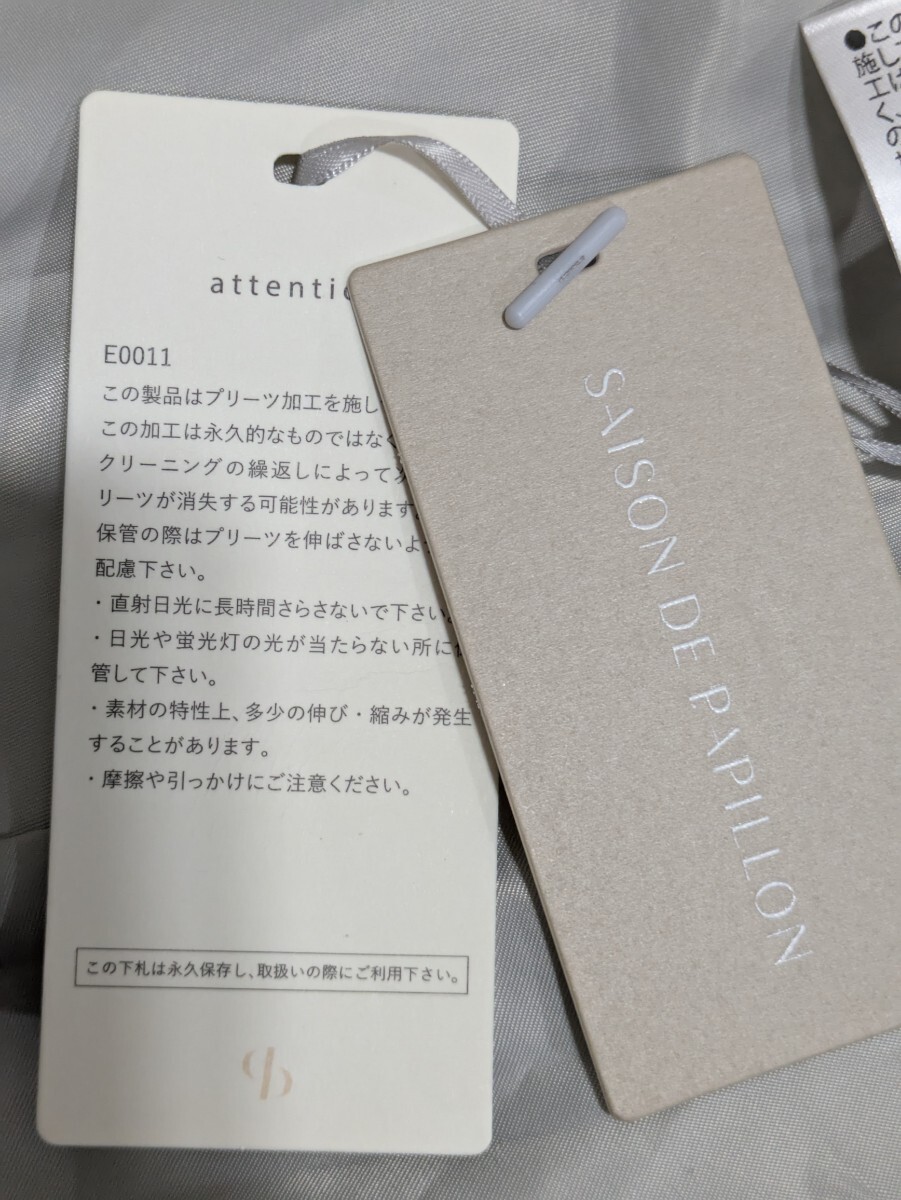 E0011
この製品はプリーツ加工を施し
この加工は永久的なものではなく
クリーニングの繰返しによって
リーツが消失する可能性があります。
保管の際はプリーツを伸ばさないよ
配慮下さい。
・直射日光に長時間さらさないで下さい。
・日光や蛍光灯の光が当たらない所に
管して下さい。
・素材の特性上、多少の伸び・縮みが発生
することがあります。
・摩擦や引っかけにご注意ください。
この下札は永久保存し、取扱いの際にご利用下さい。
SAISON DE PAPILLON